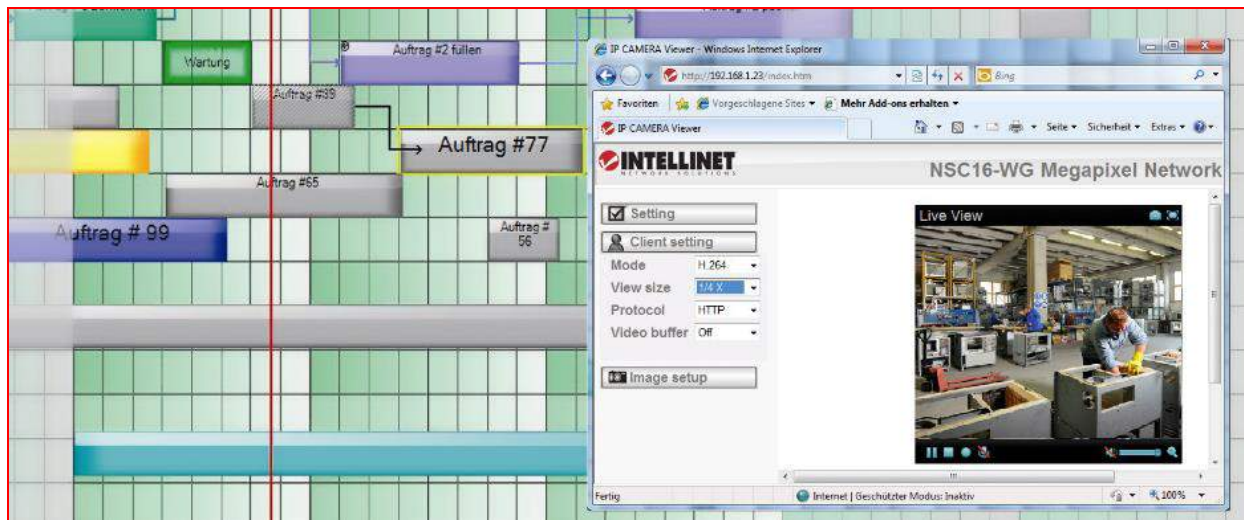 Wartung
Auftrag #2 füllen
Auftrag #39
Auftrag #77
Auftrag #65
Auftrag # 99
Auftrag #
56
IP CAMERA Viewer - Windows Internet Explorer
http://192.168.1.23/index.htm
Bing
Favoriten
Vorgeschlagene Sites
Mehr Add-ons erhalten
IP CAMERA Viewer
Seite
Sicherheit
Extras
INTELLINET
NETWORK SOLUTIONS
NSC16-WG Megapixel Network
Setting
Client setting
Mode H.264
View size 1/4 X
Protocol HTTP
Video buffer Off
Image setup
Live View
Fertig
Internet | Geschützter Modus: Inaktiv
100%